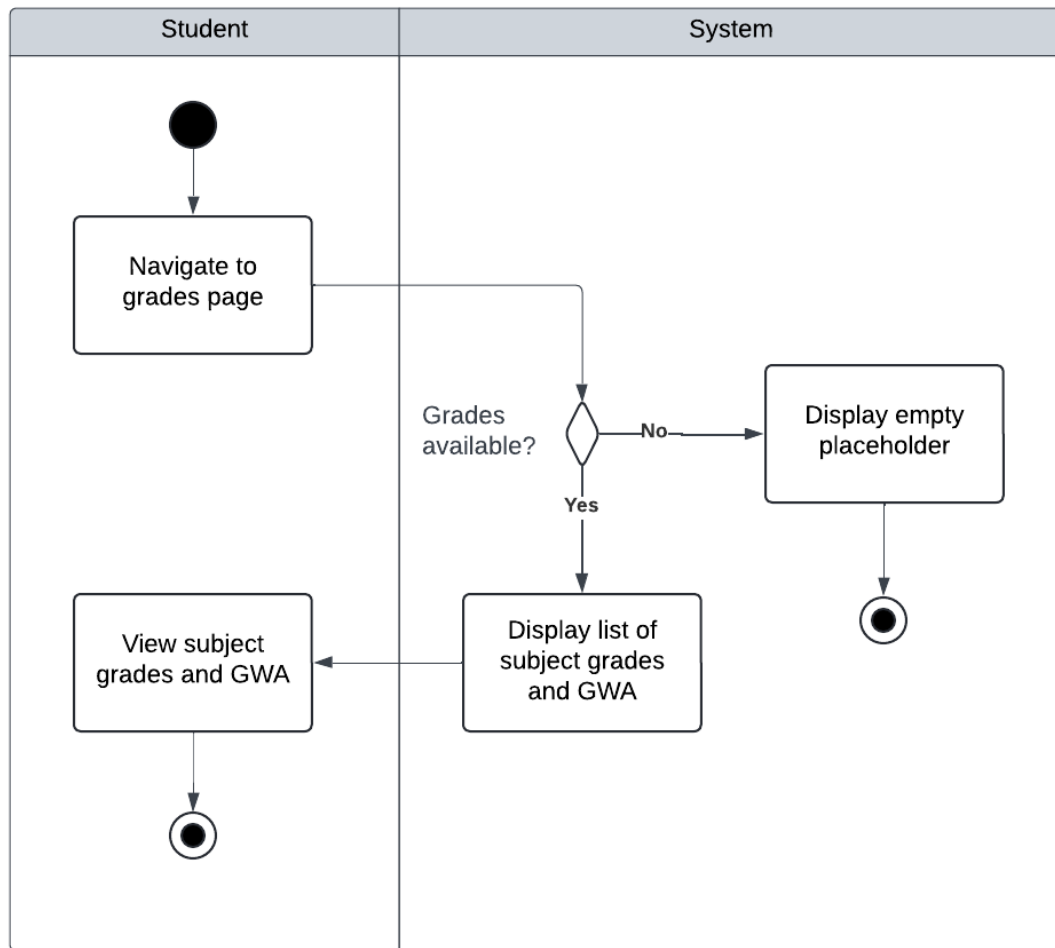 Student
System
Navigate to
grades page
Grades
available?
No
Display empty
placeholder
Yes
View subject
grades and GWA
Display list of
subject grades
and GWA